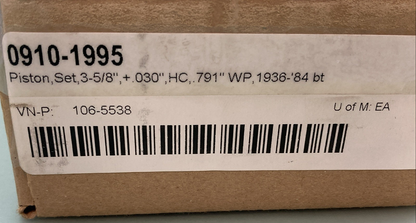 0910-1995
Piston,Set,3-5/8",+.030",HC,.791" WP,1936-'84 bt
VN-P: 106-5538 U of M: EA